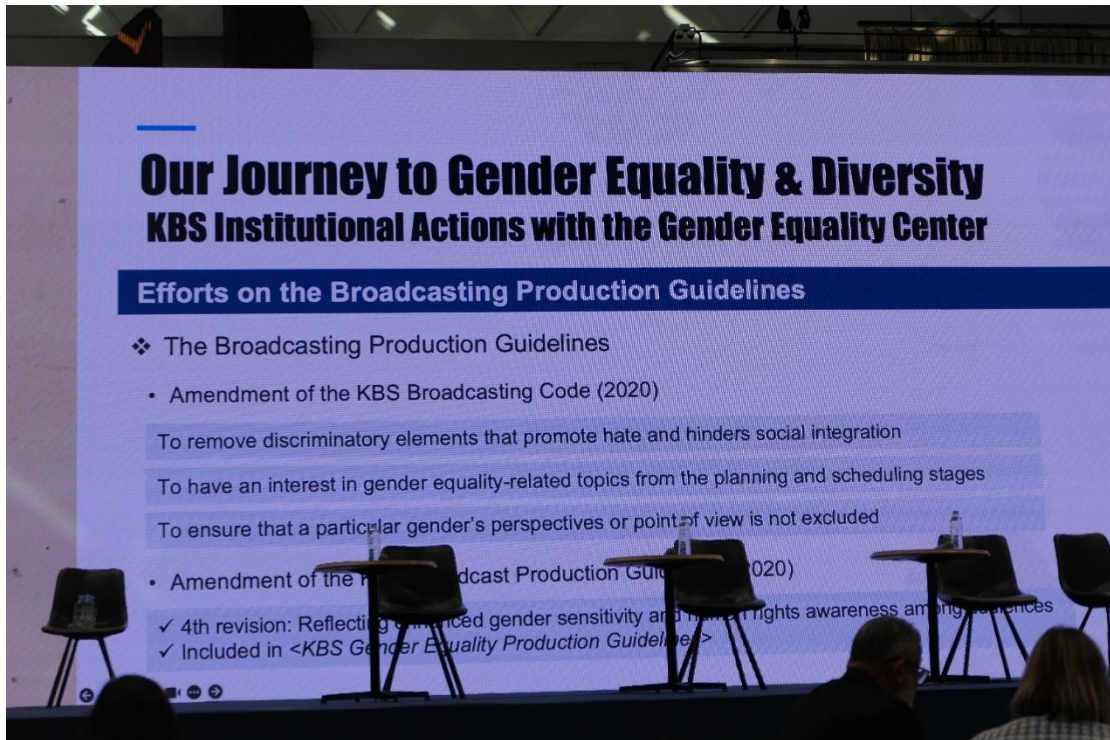 Our Journey to Gender Equality & Diversity
KBS Institutional Actions with the Gender Equality Center
Efforts on the Broadcasting Production Guidelines
❖ The Broadcasting Production Guidelines
• Amendment of the KBS Broadcasting Code (2020)
To remove discriminatory elements that promote hate and hinders social integration
To have an interest in gender equality-related topics from the planning and scheduling stages
To ensure that a particular gender's perspectives or point of view is not excluded
• Amendment of the Production
✓ 4th revision: Reflecting gender sensitivity and rights awareness
✓ Included in <KBS Gender Equality Production